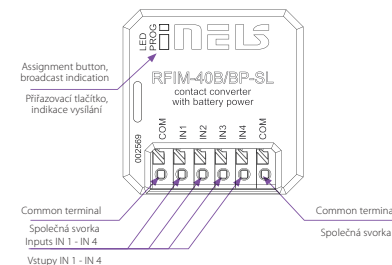 LED
PROG
iNELS
Assignment button,
broadcast indication
Přiřazovací tlačítko,
indikace vysílání
RFIM-40B/BP-SL
contact converter
with battery power
002569
COM
IN1
IN2
IN3
IN4
COM
Common terminal
Společná svorka
Inputs IN 1 - IN 4
Vstupy IN 1 - IN 4
Common termina
Společná svorka